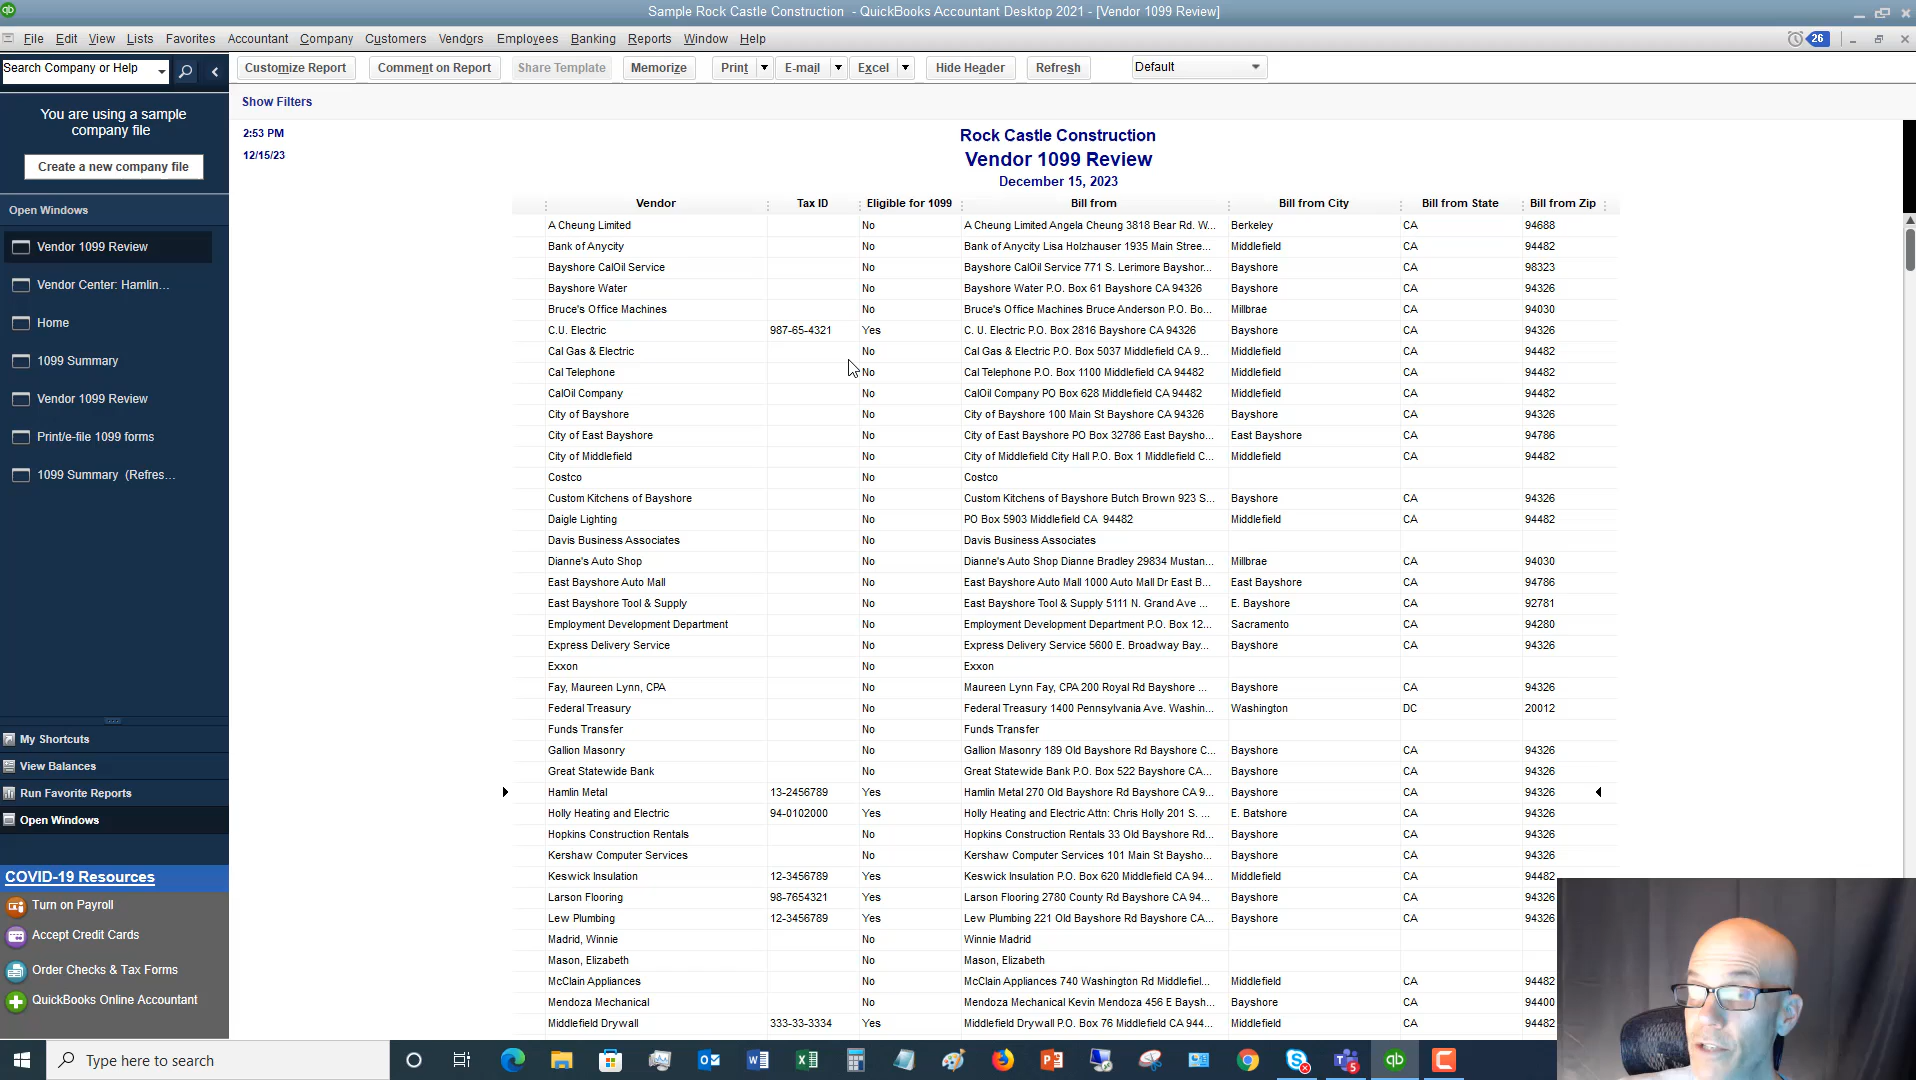 Sample Rock Castle Construction - QuickBooks Accountant Desktop 2021 - [Vendor 1099 Review]
File Edit View Lists Favorites Accountant Company Customers Vendors Employees Banking Reports Window Help
26
Search Company or Help
Customize Report Comment on Report Share Template Memorize Print E-mail Excel Hide Header Refresh Default
You are using a sample
company file
Create a new company file
Open Windows
Vendor 1099 Review
Vendor Center: Hamlin...
Home
1099 Summary
Vendor 1099 Review
Print/e-file 1099 forms
1099 Summary (Refres...
My Shortcuts
View Balances
Run Favorite Reports
Open Windows
COVID-19 Resources
Turn on Payroll
Accept Credit Cards
Order Checks & Tax Forms
QuickBooks Online Accountant
Show Filters
2:53 PM
12/15/23
Rock Castle Construction
Vendor 1099 Review
December 15, 2023
Vendor Tax ID Eligible for 1099 Bill from Bill from City Bill from State Bill from Zip
A Cheung Limited No A Cheung Limited Angela Cheung 3818 Bear Rd. W... Berkeley CA 94688
Bank of Anycity No Bank of Anycity Lisa Holzhauser 1935 Main Stree... Middlefield CA 94482
Bayshore CalOil Service No Bayshore CalOil Service 771 S. Lerimore Bayshor... Bayshore CA 98323
Bayshore Water No Bayshore Water P.O. Box 61 Bayshore CA 94326 Bayshore CA 94326
Bruce's Office Machines No Bruce's Office Machines Bruce Anderson P.O. Bo... Millbrae CA 94030
C.U. Electric 987-65-4321 Yes C. U. Electric P.O. Box 2816 Bayshore CA 94326 Bayshore CA 94326
Cal Gas & Electric No Cal Gas & Electric P.O. Box 5037 Middlefield CA 9... Middlefield CA 94482
Cal Telephone No Cal Telephone P.O. Box 1100 Middlefield CA 94482 Middlefield CA 94482
CalOil Company No CalOil Company PO Box 628 Middlefield CA 94482 Middlefield CA 94482
City of Bayshore No City of Bayshore 100 Main St Bayshore CA 94326 Bayshore CA 94326
City of East Bayshore No City of East Bayshore PO Box 32786 East Baysho... East Bayshore CA 94786
City of Middlefield No City of Middlefield City Hall P.O. Box 1 Middlefield C... Middlefield CA 94482
Costco No Costco
Custom Kitchens of Bayshore No Custom Kitchens of Bayshore Butch Brown 923 S... Bayshore CA 94326
Daigle Lighting No PO Box 5903 Middlefield CA 94482 Middlefield CA 94482
Davis Business Associates No Davis Business Associates
Dianne's Auto Shop No Dianne's Auto Shop Dianne Bradley 29834 Mustan... Millbrae CA 94030
East Bayshore Auto Mall No East Bayshore Auto Mall 1000 Auto Mall Dr East B... East Bayshore CA 94786
East Bayshore Tool & Supply No East Bayshore Tool & Supply 5111 N. Grand Ave ... E. Bayshore CA 92781
Employment Development Department No Employment Development Department P.O. Box 12... Sacramento CA 94280
Express Delivery Service No Express Delivery Service 5600 E. Broadway Bay... Bayshore CA 94326
Exxon No Exxon
Fay, Maureen Lynn, CPA No Maureen Lynn Fay, CPA 200 Royal Rd Bayshore ... Bayshore CA 94326
Federal Treasury No Federal Treasury 1400 Pennsylvania Ave. Washin... Washington DC 20012
Funds Transfer No Funds Transfer
Gallion Masonry No Gallion Masonry 189 Old Bayshore Rd Bayshore C... Bayshore CA 94326
Great Statewide Bank No Great Statewide Bank P.O. Box 522 Bayshore CA... Bayshore CA 94326
Hamlin Metal 13-2456789 Yes Hamlin Metal 270 Old Bayshore Rd Bayshore CA 9... Bayshore CA 94326
Holly Heating and Electric 94-0102000 Yes Holly Heating and Electric Attn: Chris Holly 201 S. ... E. Batshore CA 94326
Hopkins Construction Rentals No Hopkins Construction Rentals 33 Old Bayshore Rd... Bayshore CA 94326
Kershaw Computer Services No Kershaw Computer Services 101 Main St Baysho... Bayshore CA 94326
Keswick Insulation 12-3456789 Yes Keswick Insulation P.O. Box 620 Middlefield CA 94... Middlefield CA 94482
Larson Flooring 98-7654321 Yes Larson Flooring 2780 County Rd Bayshore CA 94... Bayshore CA 94326
Lew Plumbing 12-3456789 Yes Lew Plumbing 221 Old Bayshore Rd Bayshore CA... Bayshore CA 94326
Madrid, Winnie No Winnie Madrid
Mason, Elizabeth No Mason, Elizabeth
McClain Appliances No McClain Appliances 740 Washington Rd Middlefiel... Middlefield CA 94482
Mendoza Mechanical No Mendoza Mechanical Kevin Mendoza 456 E Baysh... Bayshore CA 94400
Middlefield Drywall 333-33-3334 Yes Middlefield Drywall P.O. Box 76 Middlefield CA 944... Middlefield CA 94482
Type here to search